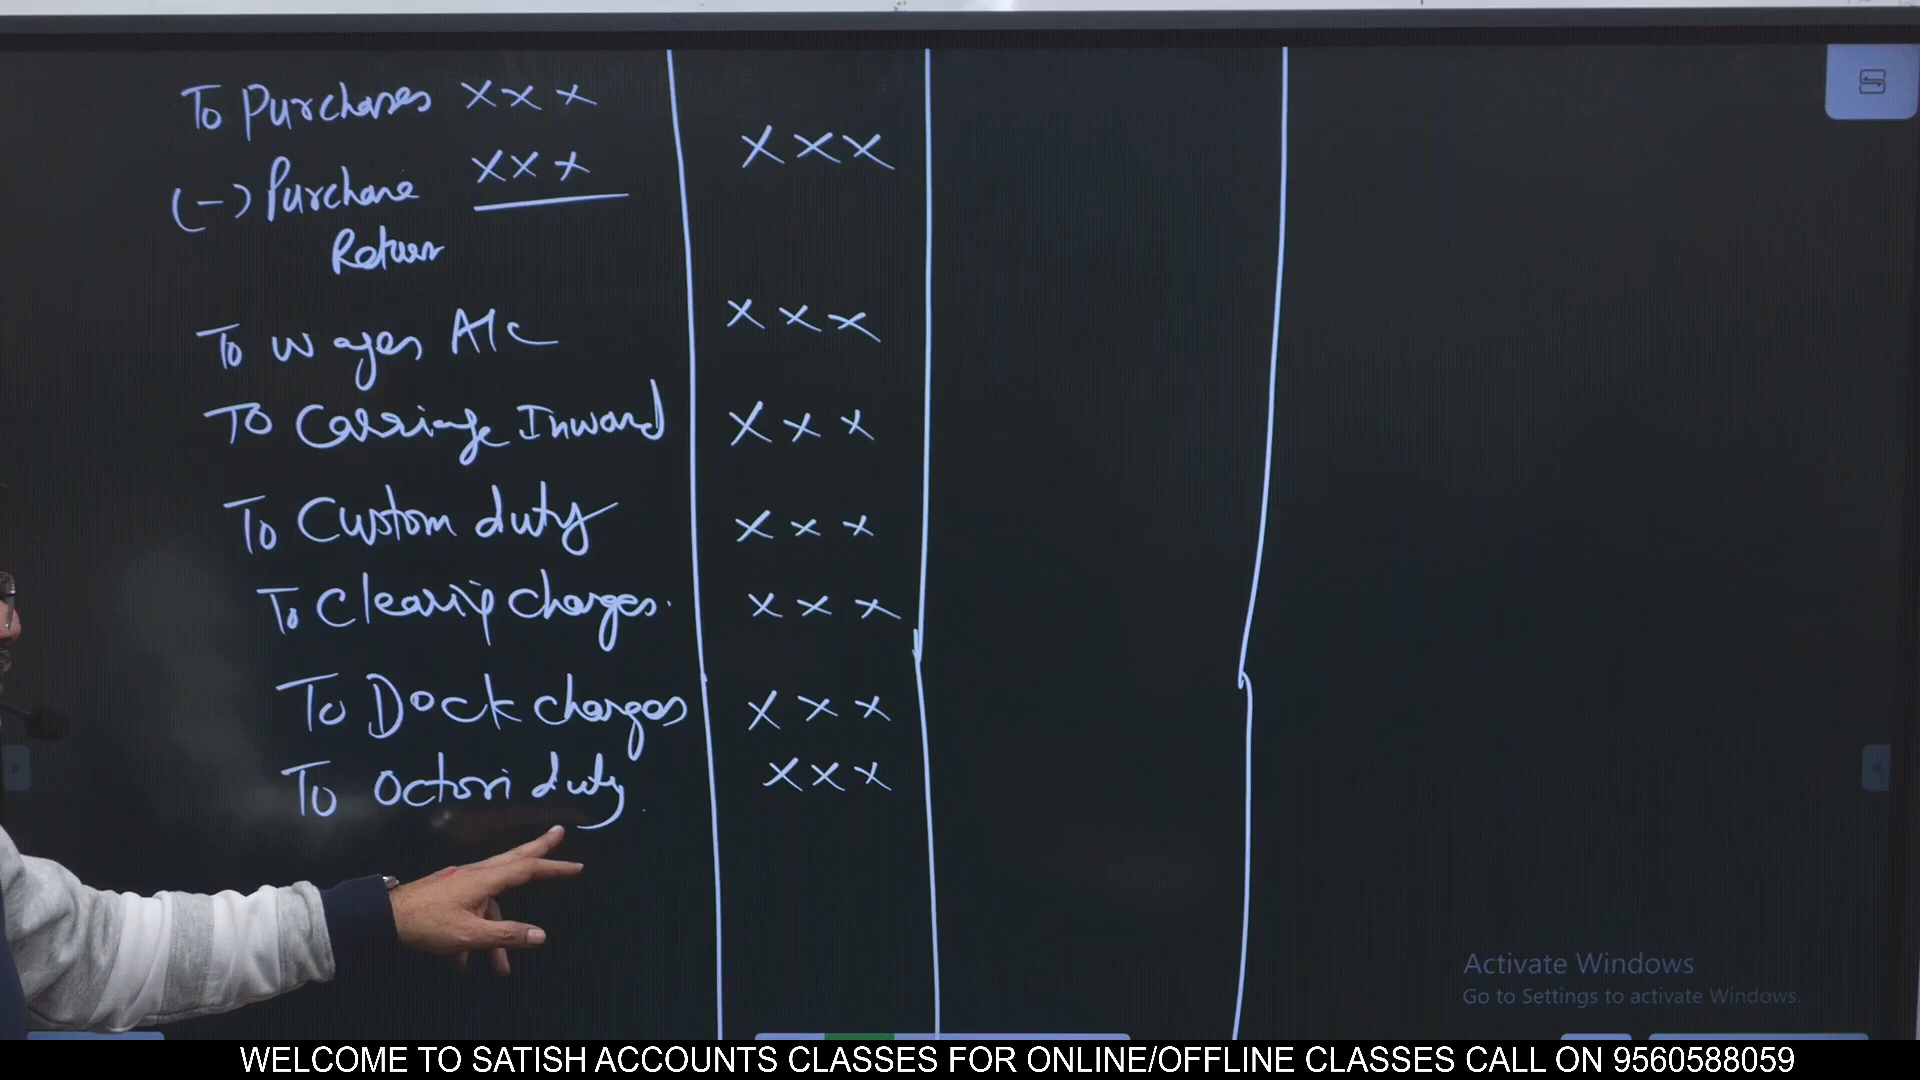 To Purchases XXX
XXX
(-) Purchase XXX
Return
To Wages A/c XXX
To Carriage Inward XXX
To Custom duty XXX
To Clearing charges. XXX
To Dock charges XXX
To Octori duty XXX
Activate Windows
Go to Settings to activate Windows.
WELCOME TO SATISH ACCOUNTS CLASSES FOR ONLINE/OFFLINE CLASSES CALL ON 9560588059